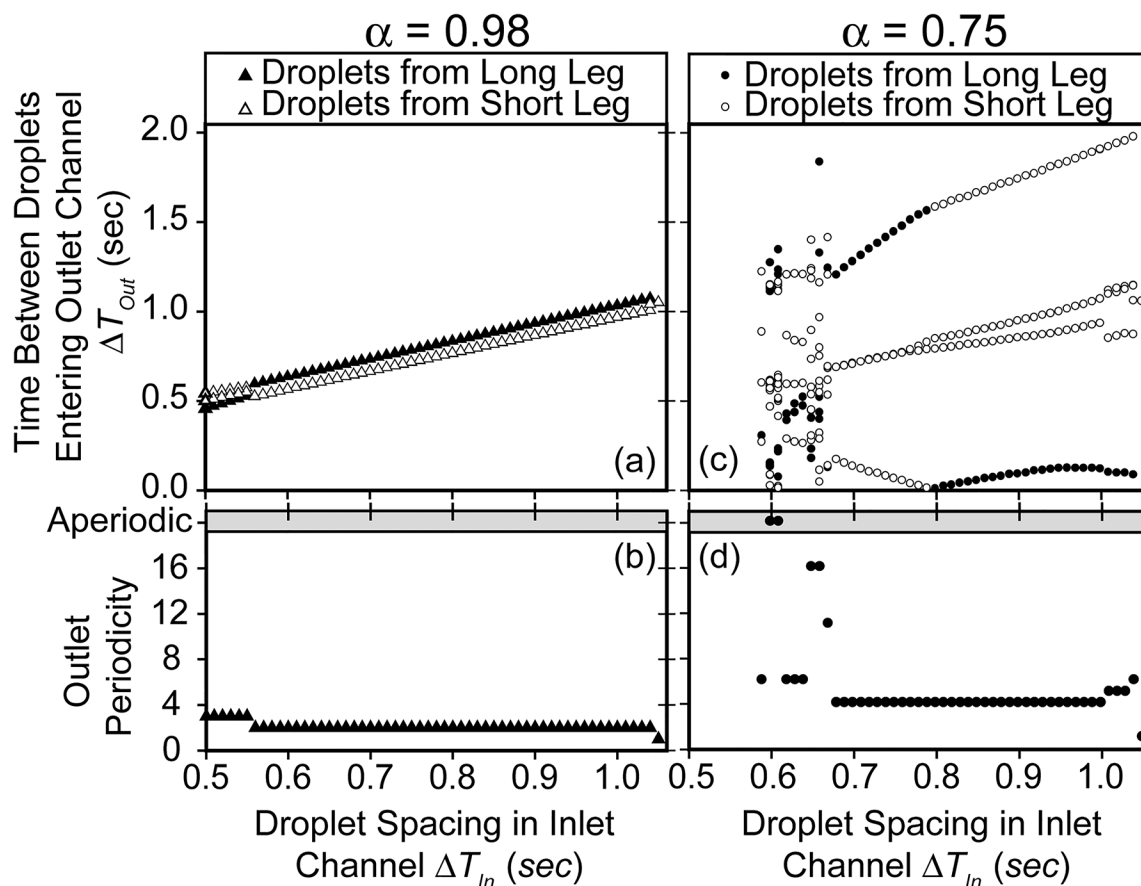 α = 0.98
▲ Droplets from Long Leg
△ Droplets from Short Leg
α = 0.75
● Droplets from Long Leg
○ Droplets from Short Leg
Time Between Droplets
Entering Outlet Channel
ΔT_Out (sec)
2.0
1.5
1.0
0.5
0.0
(a)
(c)
Aperiodic
(b)
(d)
Outlet
Periodicity
16
12
8
4
0
0.5 0.6 0.7 0.8 0.9 1.0
0.5 0.6 0.7 0.8 0.9 1.0
Droplet Spacing in Inlet
Channel ΔT_In (sec)
Droplet Spacing in Inlet
Channel ΔT_In (sec)